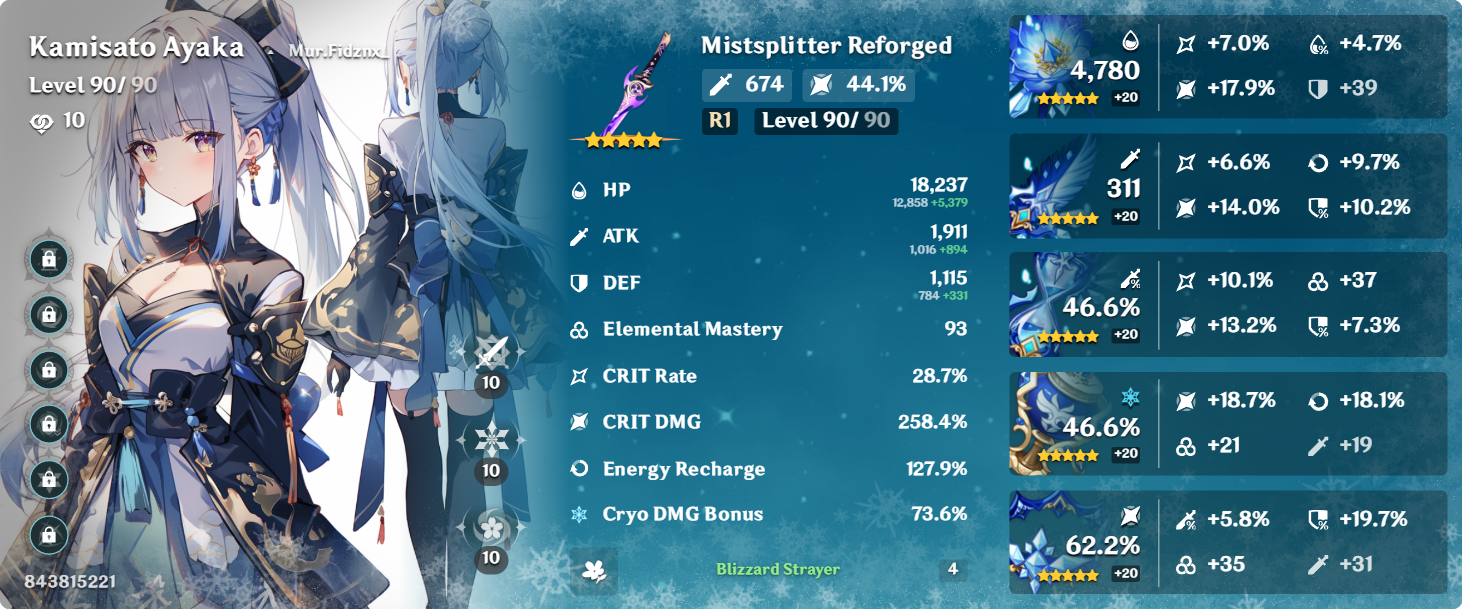 Kamisato Ayaka Mur.Fidznx_
Level 90/ 90
10
10
10
10
843815221
Mistsplitter Reforged
674 44.1%
R1 Level 90/ 90
HP 18,237
12,858 +5,379
ATK 1,911
1,016 +894
DEF 1,115
784 +331
Elemental Mastery 93
CRIT Rate 28.7%
CRIT DMG 258.4%
Energy Recharge 127.9%
Cryo DMG Bonus 73.6%
Blizzard Strayer 4
4,780
+20
+7.0% +4.7%
+17.9% +39
311
+20
+6.6% +9.7%
+14.0% +10.2%
46.6%
+20
+10.1% +37
+13.2% +7.3%
46.6%
+20
+18.7% +18.1%
+21 +19
62.2%
+20
+5.8% +19.7%
+35 +31